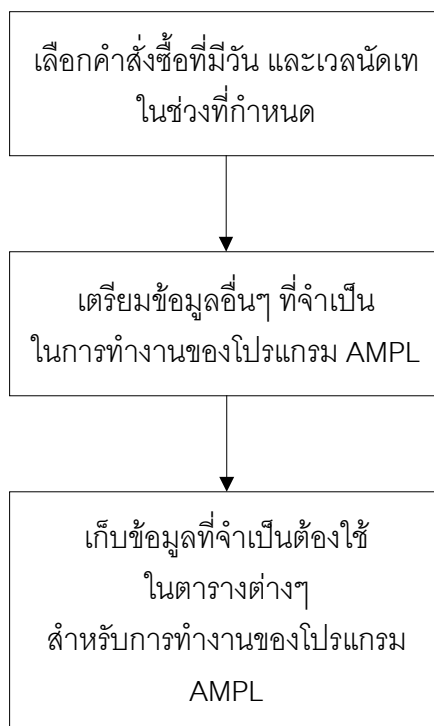 เลือกคำสั่งซื้อที่มีวัน และเวลนัดเท
ในช่วงที่กำหนด
เตรียมข้อมูลอื่นๆ ที่จำเป็น
ในการทำงานของโปรแกรม AMPL
เก็บข้อมูลที่จำเป็นต้องใช้
ในตารางต่างๆ
สำหรับการทำงานของโปรแกรม
AMPL